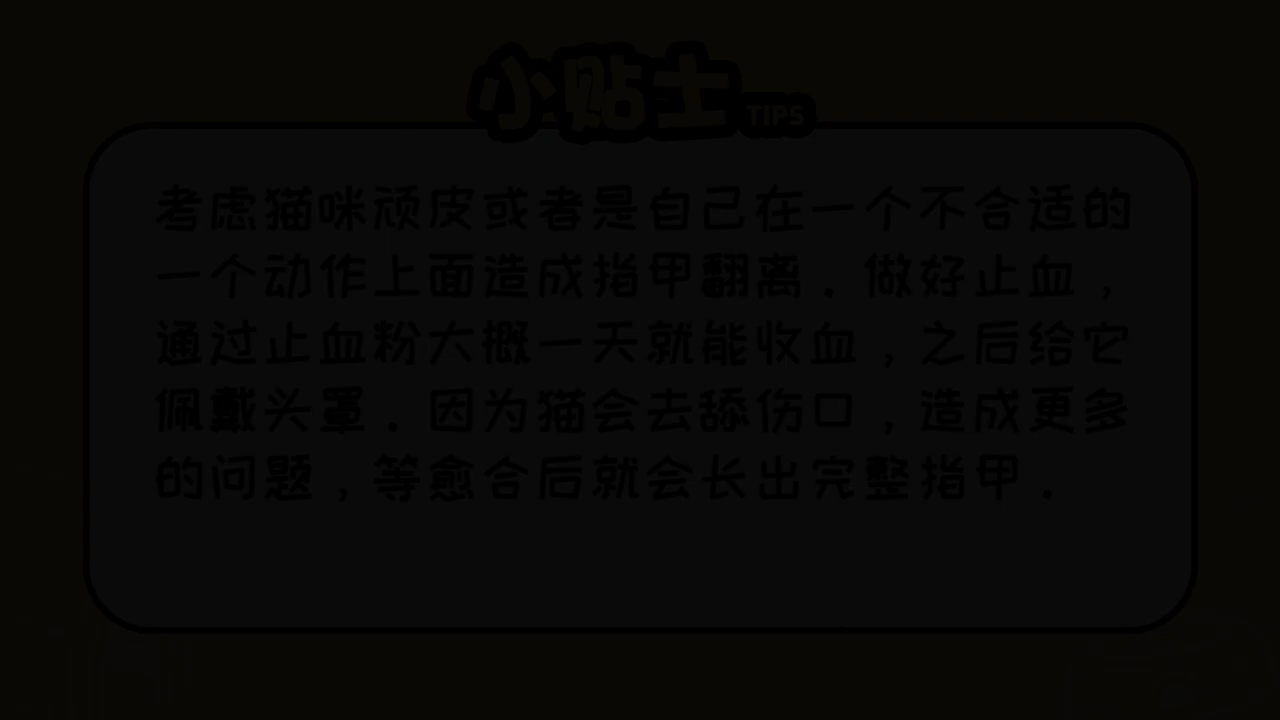 小贴士 TIPS
考虑猫咪顽皮或者是自己在一个不合适的
一个动作上面造成指甲翻离．做好止血，
通过止血粉大概一天就能收血，之后给它
佩戴头罩．因为猫会去舔伤口，造成更多
的问题，等愈合后就会长出完整指甲．